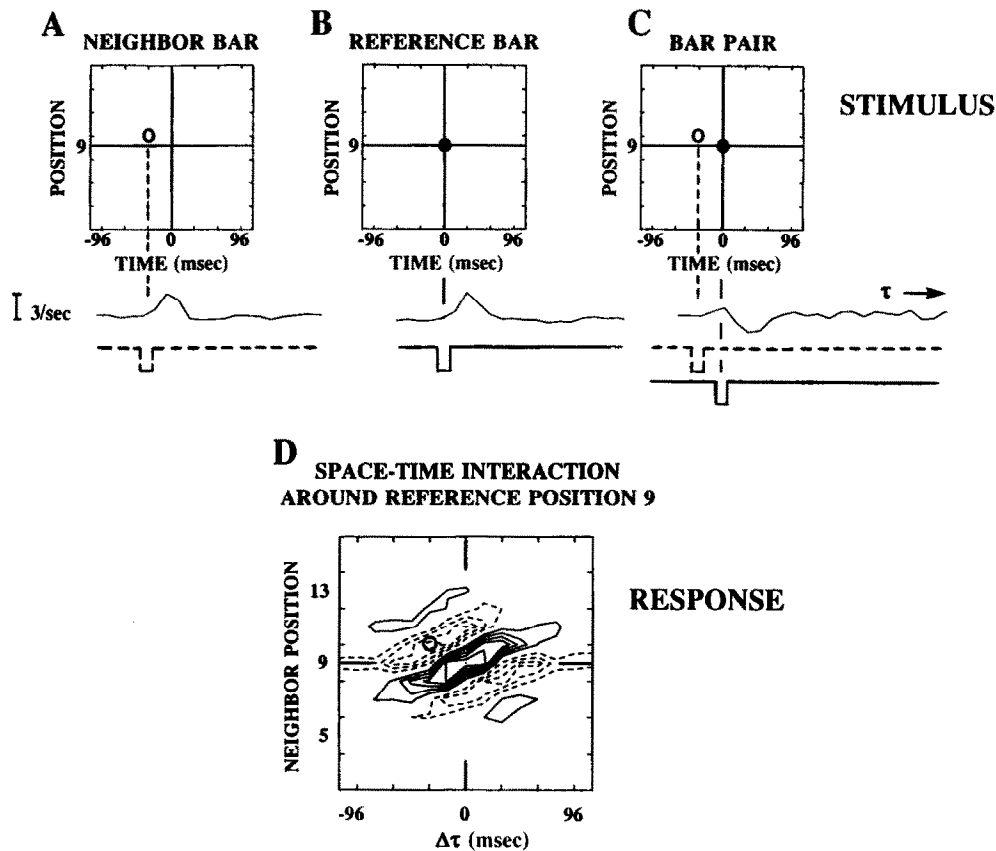 A
NEIGHBOR BAR
POSITION
9
-96 0 96
TIME (msec)
3/sec
B
REFERENCE BAR
POSITION
9
-96 0 96
TIME (msec)
C
BAR PAIR
POSITION
9
-96 0 96
TIME (msec)
τ
STIMULUS
D
SPACE-TIME INTERACTION
AROUND REFERENCE POSITION 9
NEIGHBOR POSITION
13
9
5
-96 0 96
Δτ (msec)
RESPONSE